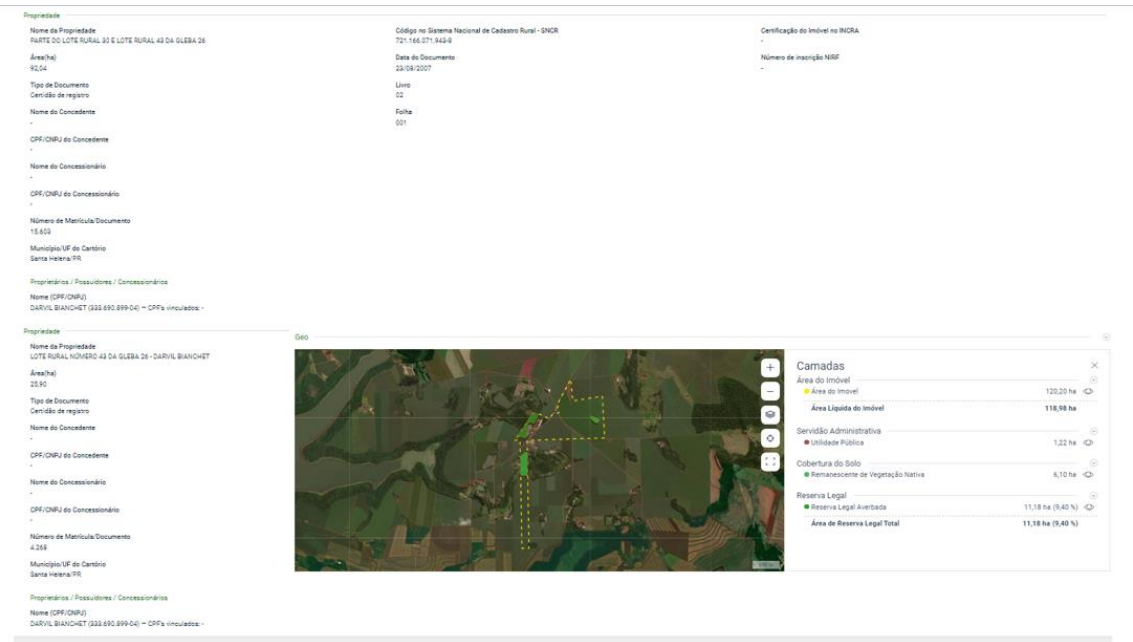 Propriedade
Nome da Propriedade
PARTE DO LOTE RURAL 30 E LOTE RURAL 43 DA GLEBA 26
Código no Sistema Nacional de Cadastro Rural - SNCR
721.166.071.943-8
Certificação do Imóvel no INCRA
-
Área(ha)
92,04
Data do Documento
23/08/2007
Número de inscrição NIRF
-
Tipo de Documento
Certidão de registro
Livro
02
Nome do Concedente
-
Folha
001
CPF/CNPJ do Concedente
-
Nome do Concessionário
-
CPF/CNPJ do Concessionário
-
Número de Matrícula/Documento
15.603
Município/UF do Cartório
Santa Helena/PR
Proprietários / Possuidores / Concessionários
Nome (CPF/CNPJ)
DARVIL BIANCHET (333.690.899-04) — CPFs vinculados: -
Propriedade
Nome da Propriedade
LOTE RURAL NÚMERO 43 DA GLEBA 26 - DARVIL BIANCHET
Área(ha)
25,90
Tipo de Documento
Certidão de registro
Nome do Concedente
-
CPF/CNPJ do Concedente
-
Nome do Concessionário
-
CPF/CNPJ do Concessionário
-
Número de Matrícula/Documento
4.268
Município/UF do Cartório
Santa Helena/PR
Proprietários / Possuidores / Concessionários
Nome (CPF/CNPJ)
DARVIL BIANCHET (333.690.899-04) — CPFs vinculados: -
Geo
Camadas
Área do Imóvel
Área do Imovel 120,20 ha
Área Líquida do Imóvel 118,98 ha
Servidão Administrativa
Utilidade Pública 1,22 ha
Cobertura do Solo
Remanescente de Vegetação Nativa 6,10 ha
Reserva Legal
Reserva Legal Averbada 11,18 ha (9,40 %)
Área de Reserva Legal Total 11,18 ha (9,40 %)